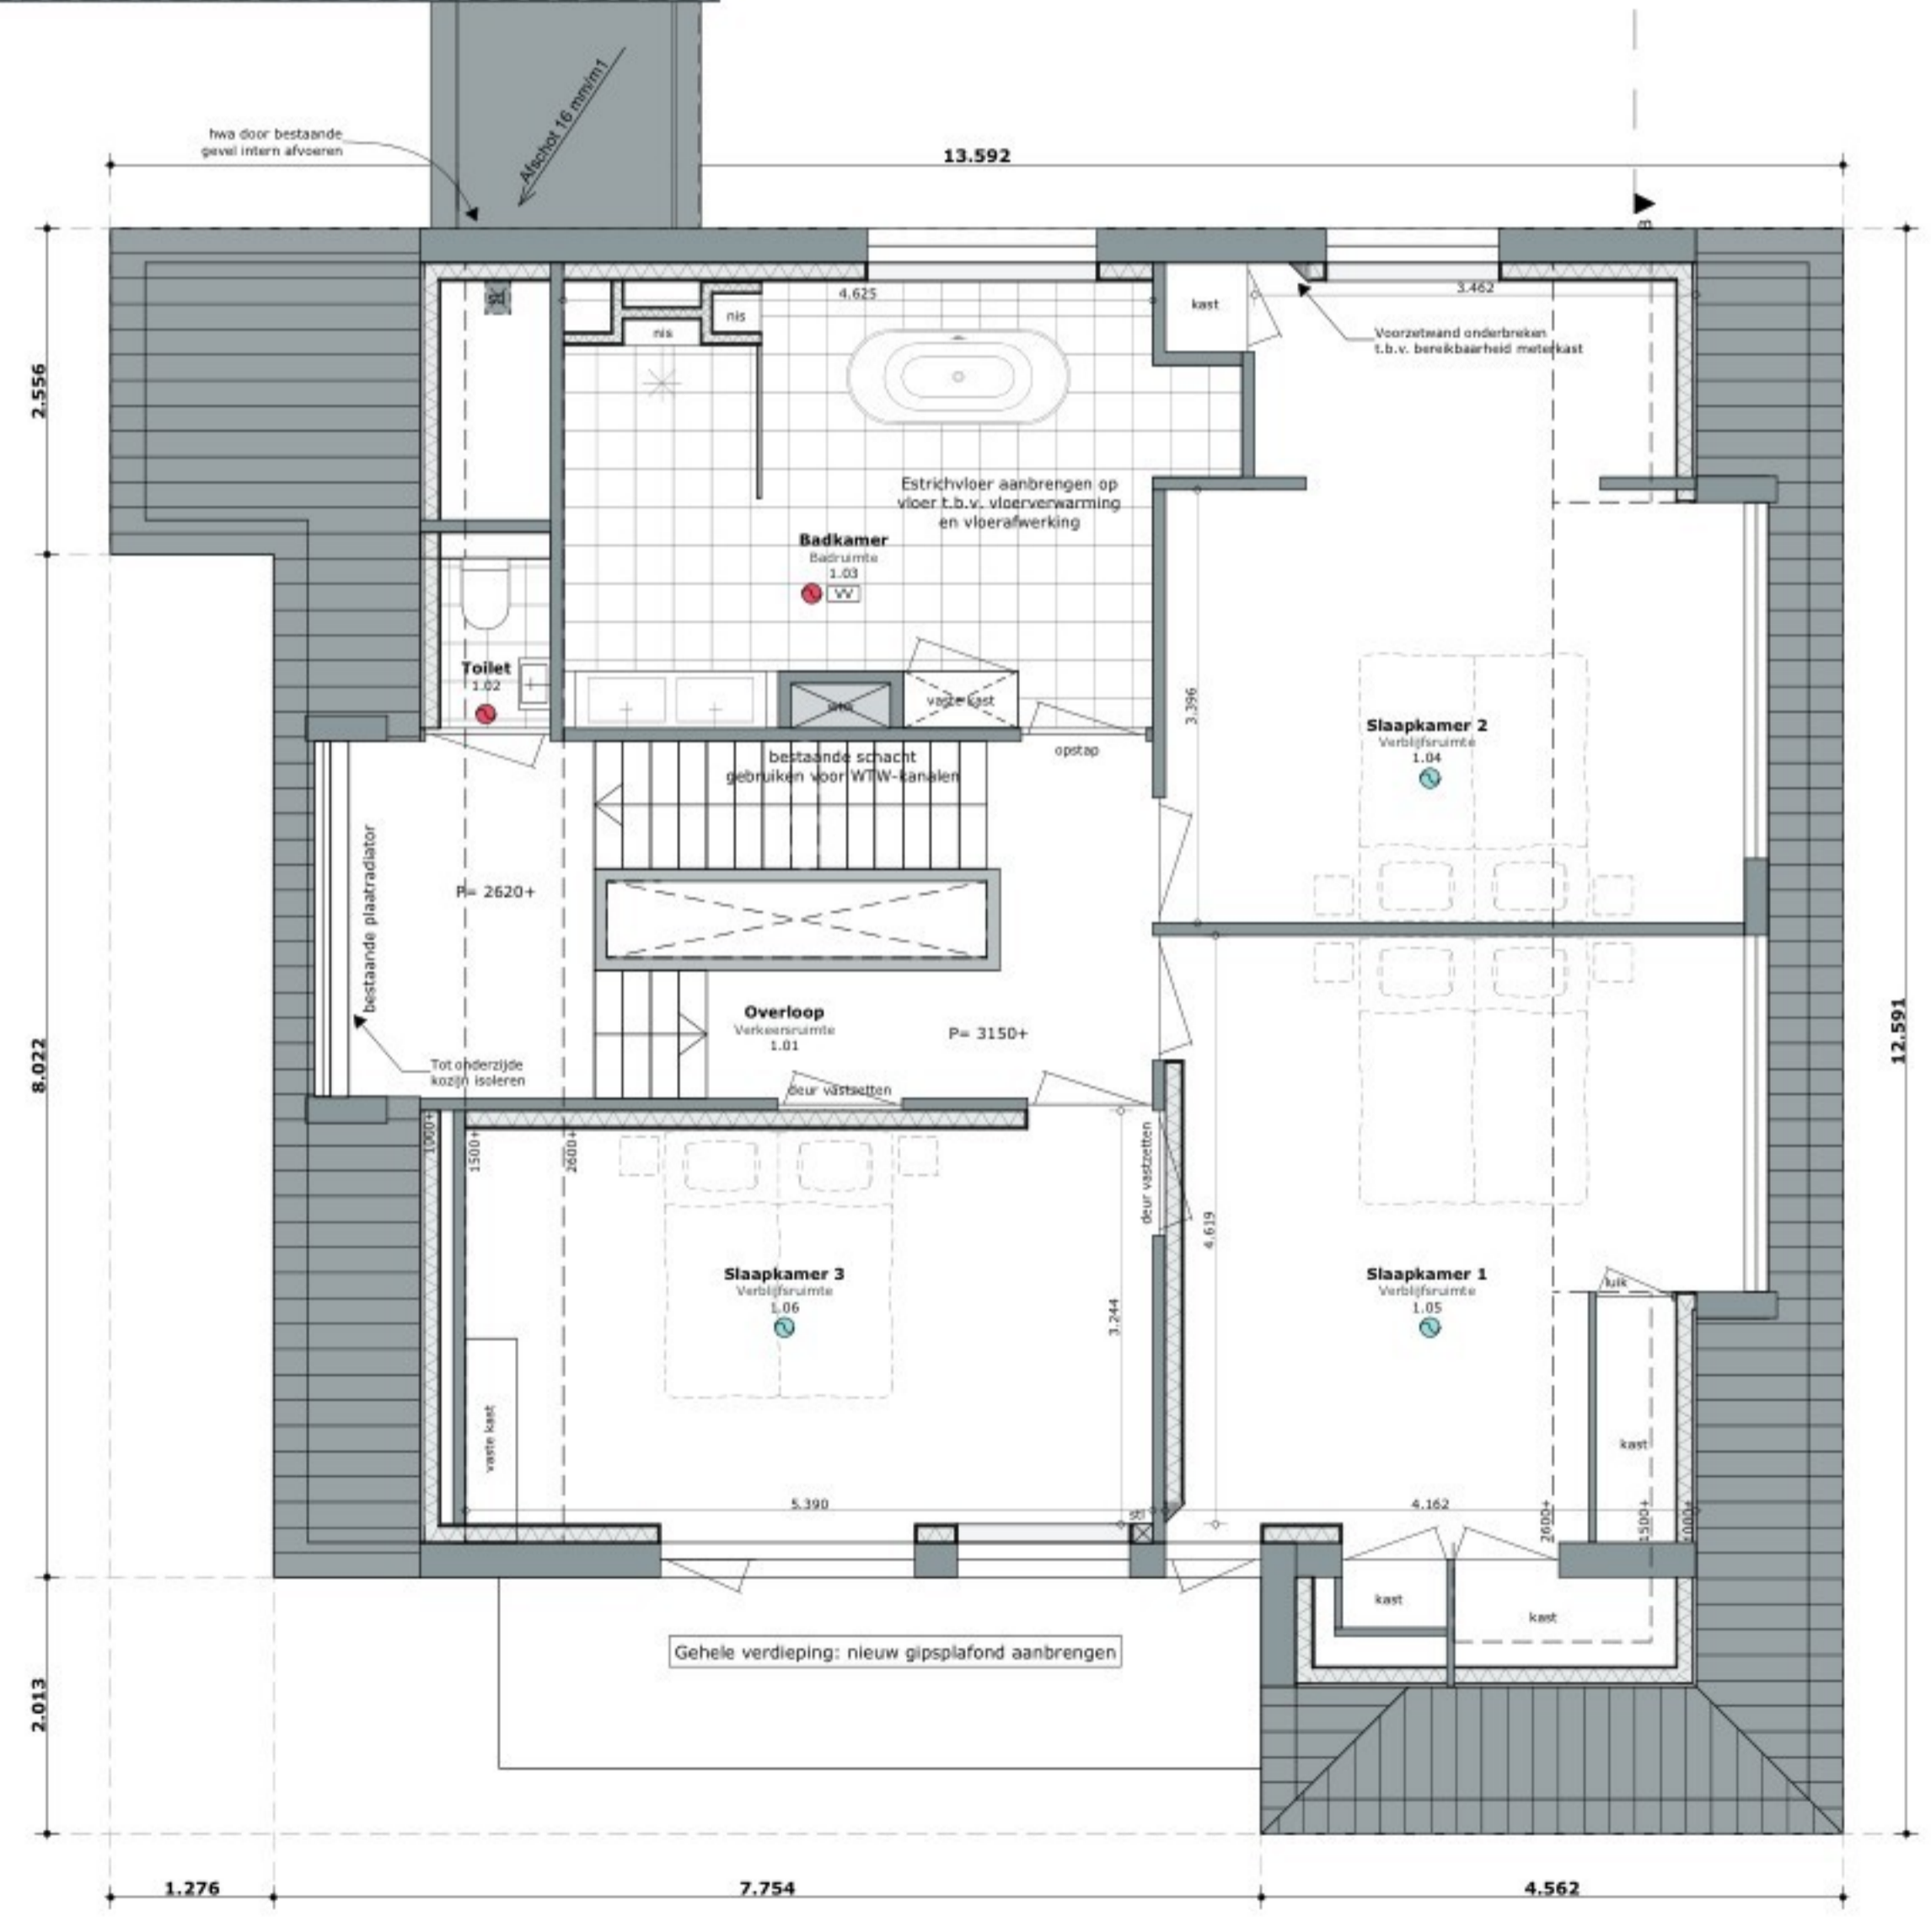 Afschot 16 mm/m1
hwa door bestaande
gevel intern afvoeren
13.592
B
2.556
4.625
3.462
kast
nis
nis
Voorzetwand onderbreken
t.b.v. bereikbaarheid meterkast
Estrichvloer aanbrengen op
vloer t.b.v. vloerverwarming
en vloerafwerking
Badkamer
Badruimte
1.03
VV
Toilet
1.02
vaste kast
opstap
3.396
Slaapkamer 2
Verblijfsruimte
1.04
bestaande schacht
gebruiken voor WTW-kanalen
bestaande plaatradiator
P= 2620+
Overloop
Verkeersruimte
1.01
P= 3150+
8.022
12.591
Tot onderzijde
kozijn isoleren
deur vastzetten
1000+
1500+
2600+
deur vastzetten
4.619
Slaapkamer 3
Verblijfsruimte
1.06
3.244
Slaapkamer 1
Verblijfsruimte
1.05
luik
vaste kast
kast
5.390
stl
4.162
2600+
1500+
1000+
kast
kast
Gehele verdieping: nieuw gipsplafond aanbrengen
2.013
1.276
7.754
4.562